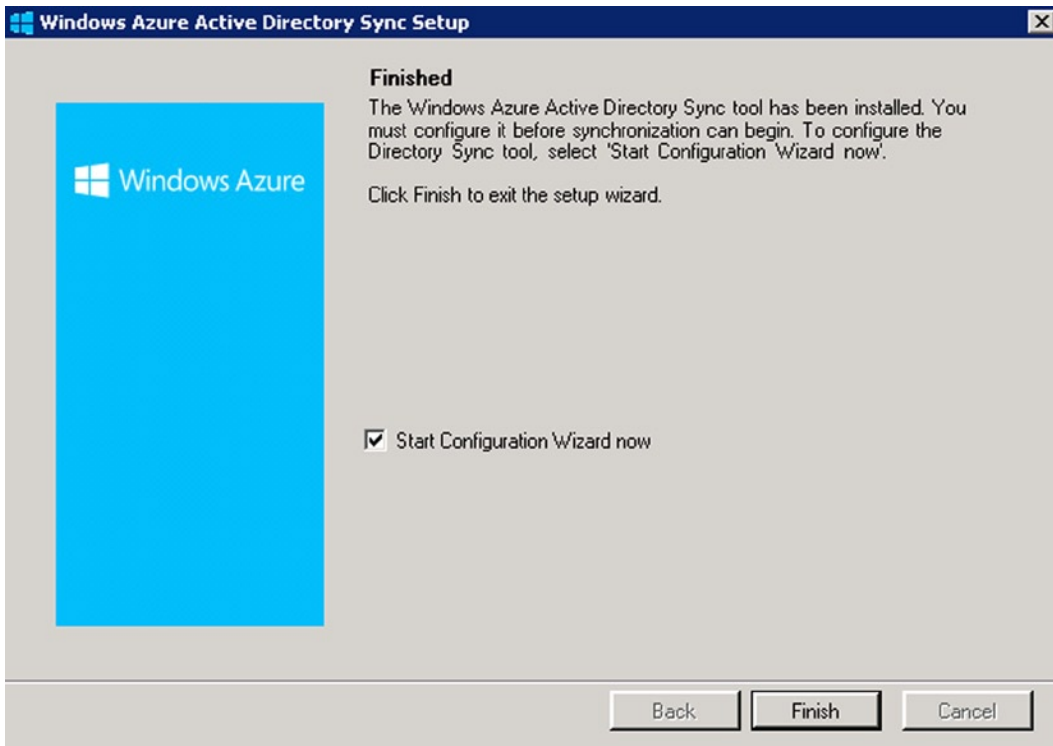 Windows Azure Active Directory Sync Setup
Finished
The Windows Azure Active Directory Sync tool has been installed. You
must configure it before synchronization can begin. To configure the
Directory Sync tool, select 'Start Configuration Wizard now'.
Click Finish to exit the setup wizard.
Windows Azure
Start Configuration Wizard now
Back
Finish
Cancel